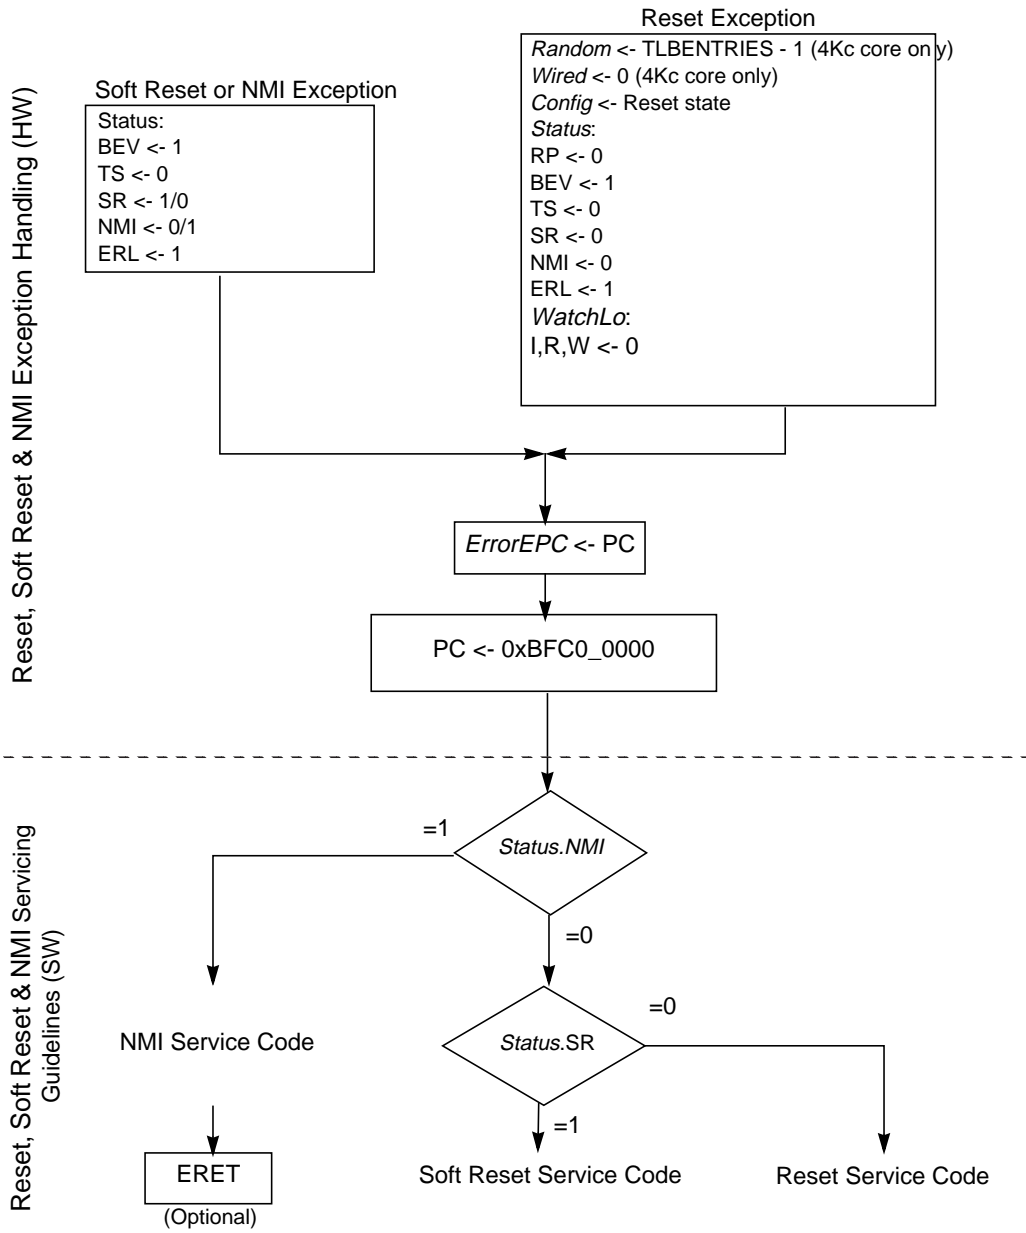 Reset Exception
Random <- TLBENTRIES - 1 (4Kc core only)
Wired <- 0 (4Kc core only)
Config <- Reset state
Status:
RP <- 0
BEV <- 1
TS <- 0
SR <- 0
NMI <- 0
ERL <- 1
WatchLo:
I,R,W <- 0
Soft Reset or NMI Exception
Status:
BEV <- 1
TS <- 0
SR <- 1/0
NMI <- 0/1
ERL <- 1
Reset, Soft Reset & NMI Exception Handling (HW)
ErrorEPC <- PC
PC <- 0xBFC0_0000
Reset, Soft Reset & NMI Servicing
Guidelines (SW)
=1
Status.NMI
=0
=0
NMI Service Code
Status.SR
=1
ERET
(Optional)
Soft Reset Service Code
Reset Service Code